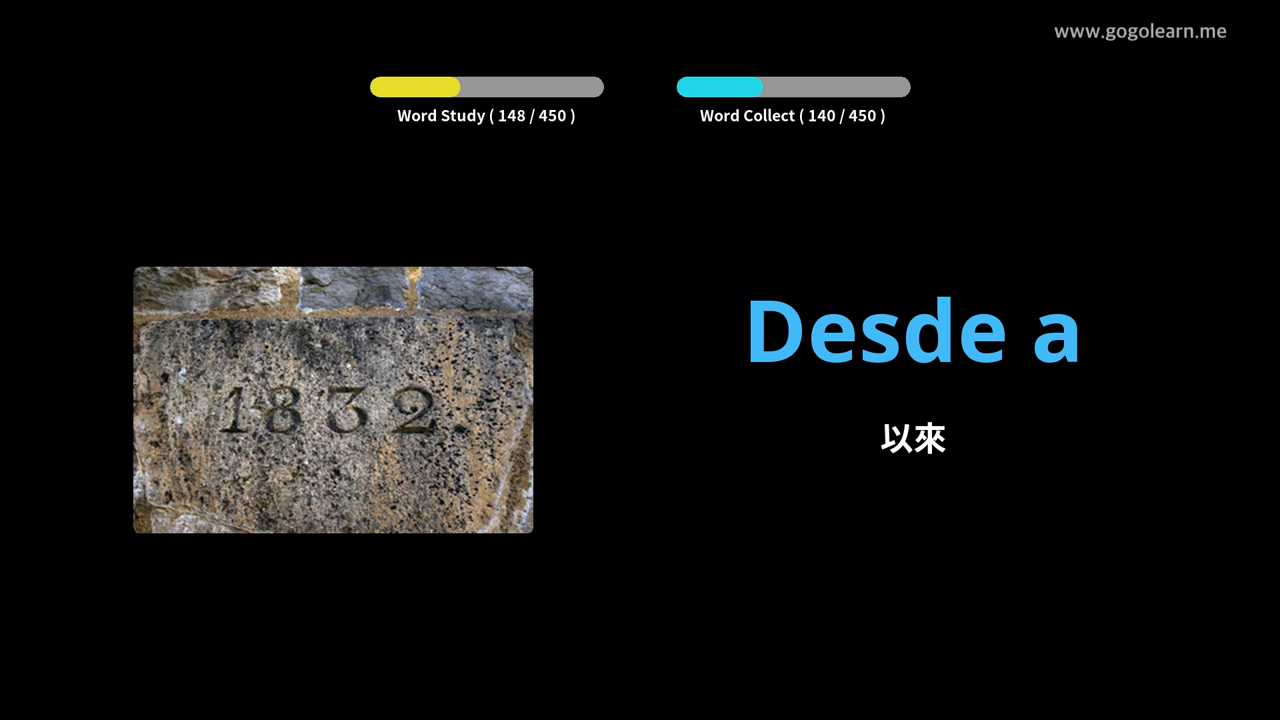 www.gogolearn.me
Word Study ( 148 / 450 )
Word Collect ( 140 / 450 )
1832.
Desde a
以來